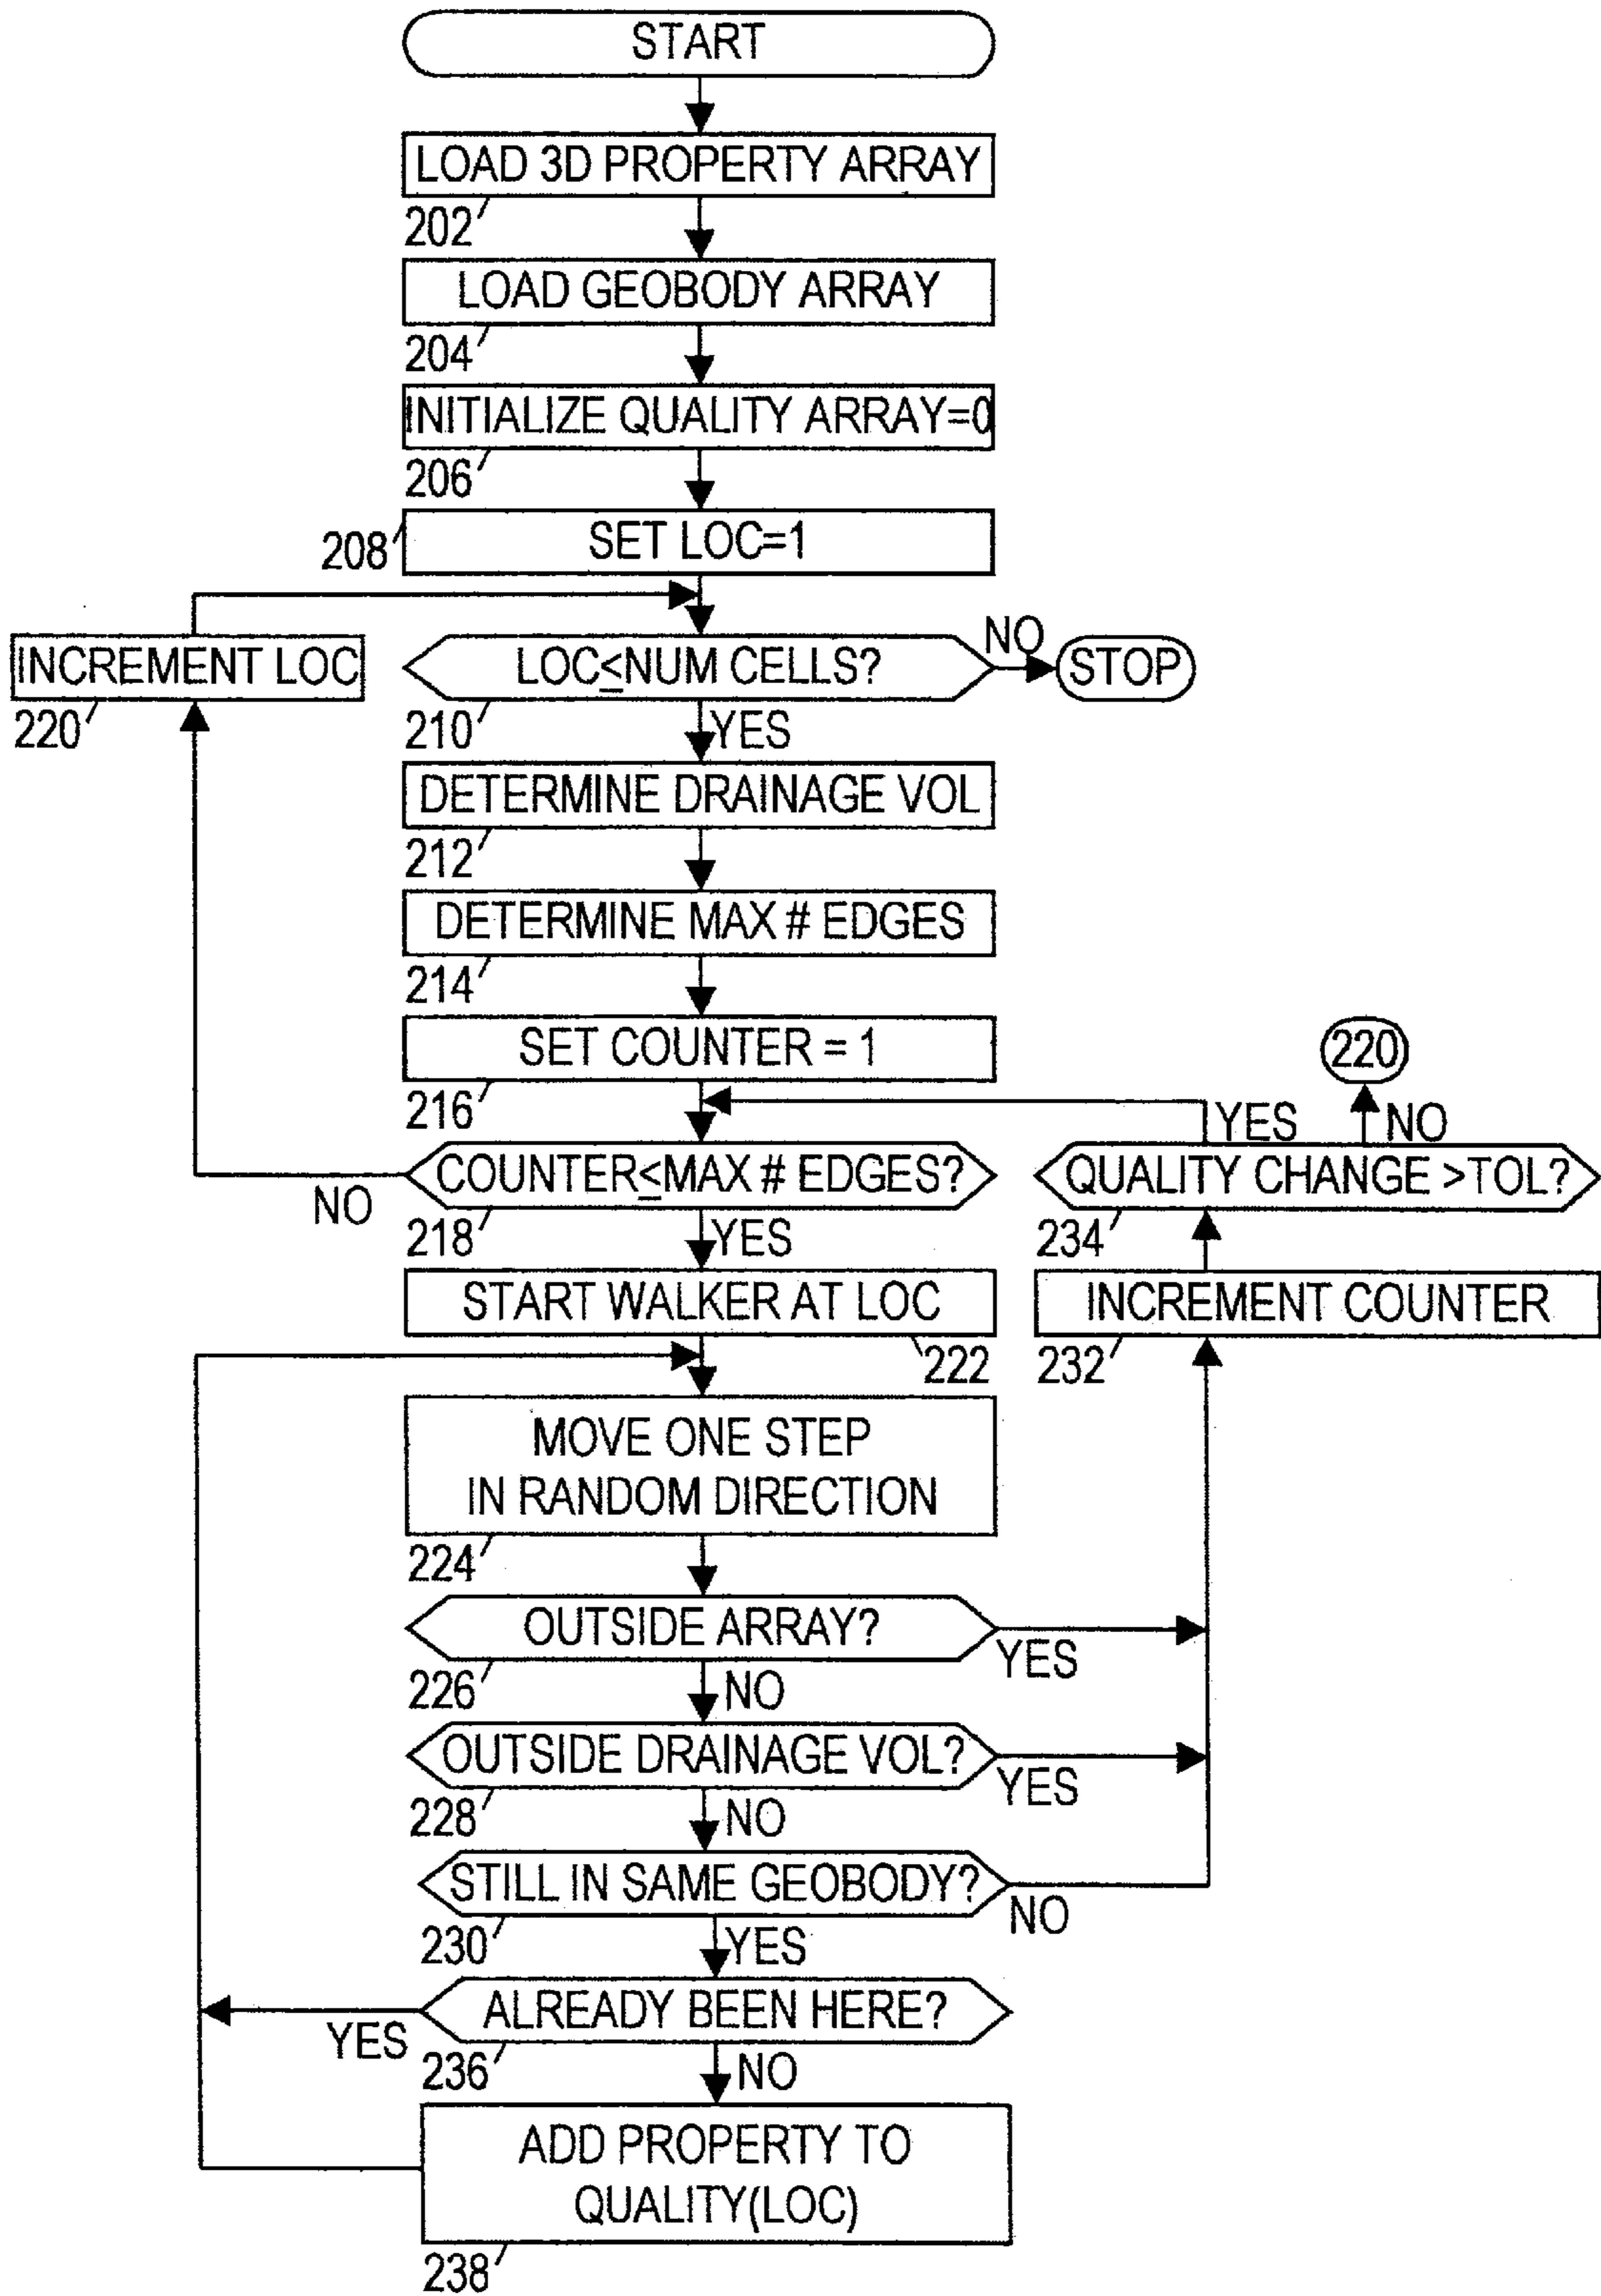 START
LOAD 3D PROPERTY ARRAY
202
LOAD GEOBODY ARRAY
204
INITIALIZE QUALITY ARRAY=0
206
SET LOC=1
208
INCREMENT LOC
220
LOC≤NUM CELLS?
NO
STOP
210
YES
DETERMINE DRAINAGE VOL
212
DETERMINE MAX # EDGES
214
SET COUNTER = 1
216
220
YES
NO
COUNTER≤MAX # EDGES?
QUALITY CHANGE >TOL?
NO
218
YES
234
START WALKER AT LOC
INCREMENT COUNTER
222
232
MOVE ONE STEP
IN RANDOM DIRECTION
224
OUTSIDE ARRAY?
YES
226
NO
OUTSIDE DRAINAGE VOL?
YES
228
NO
STILL IN SAME GEOBODY?
NO
230
YES
ALREADY BEEN HERE?
YES
236
NO
ADD PROPERTY TO
QUALITY(LOC)
238